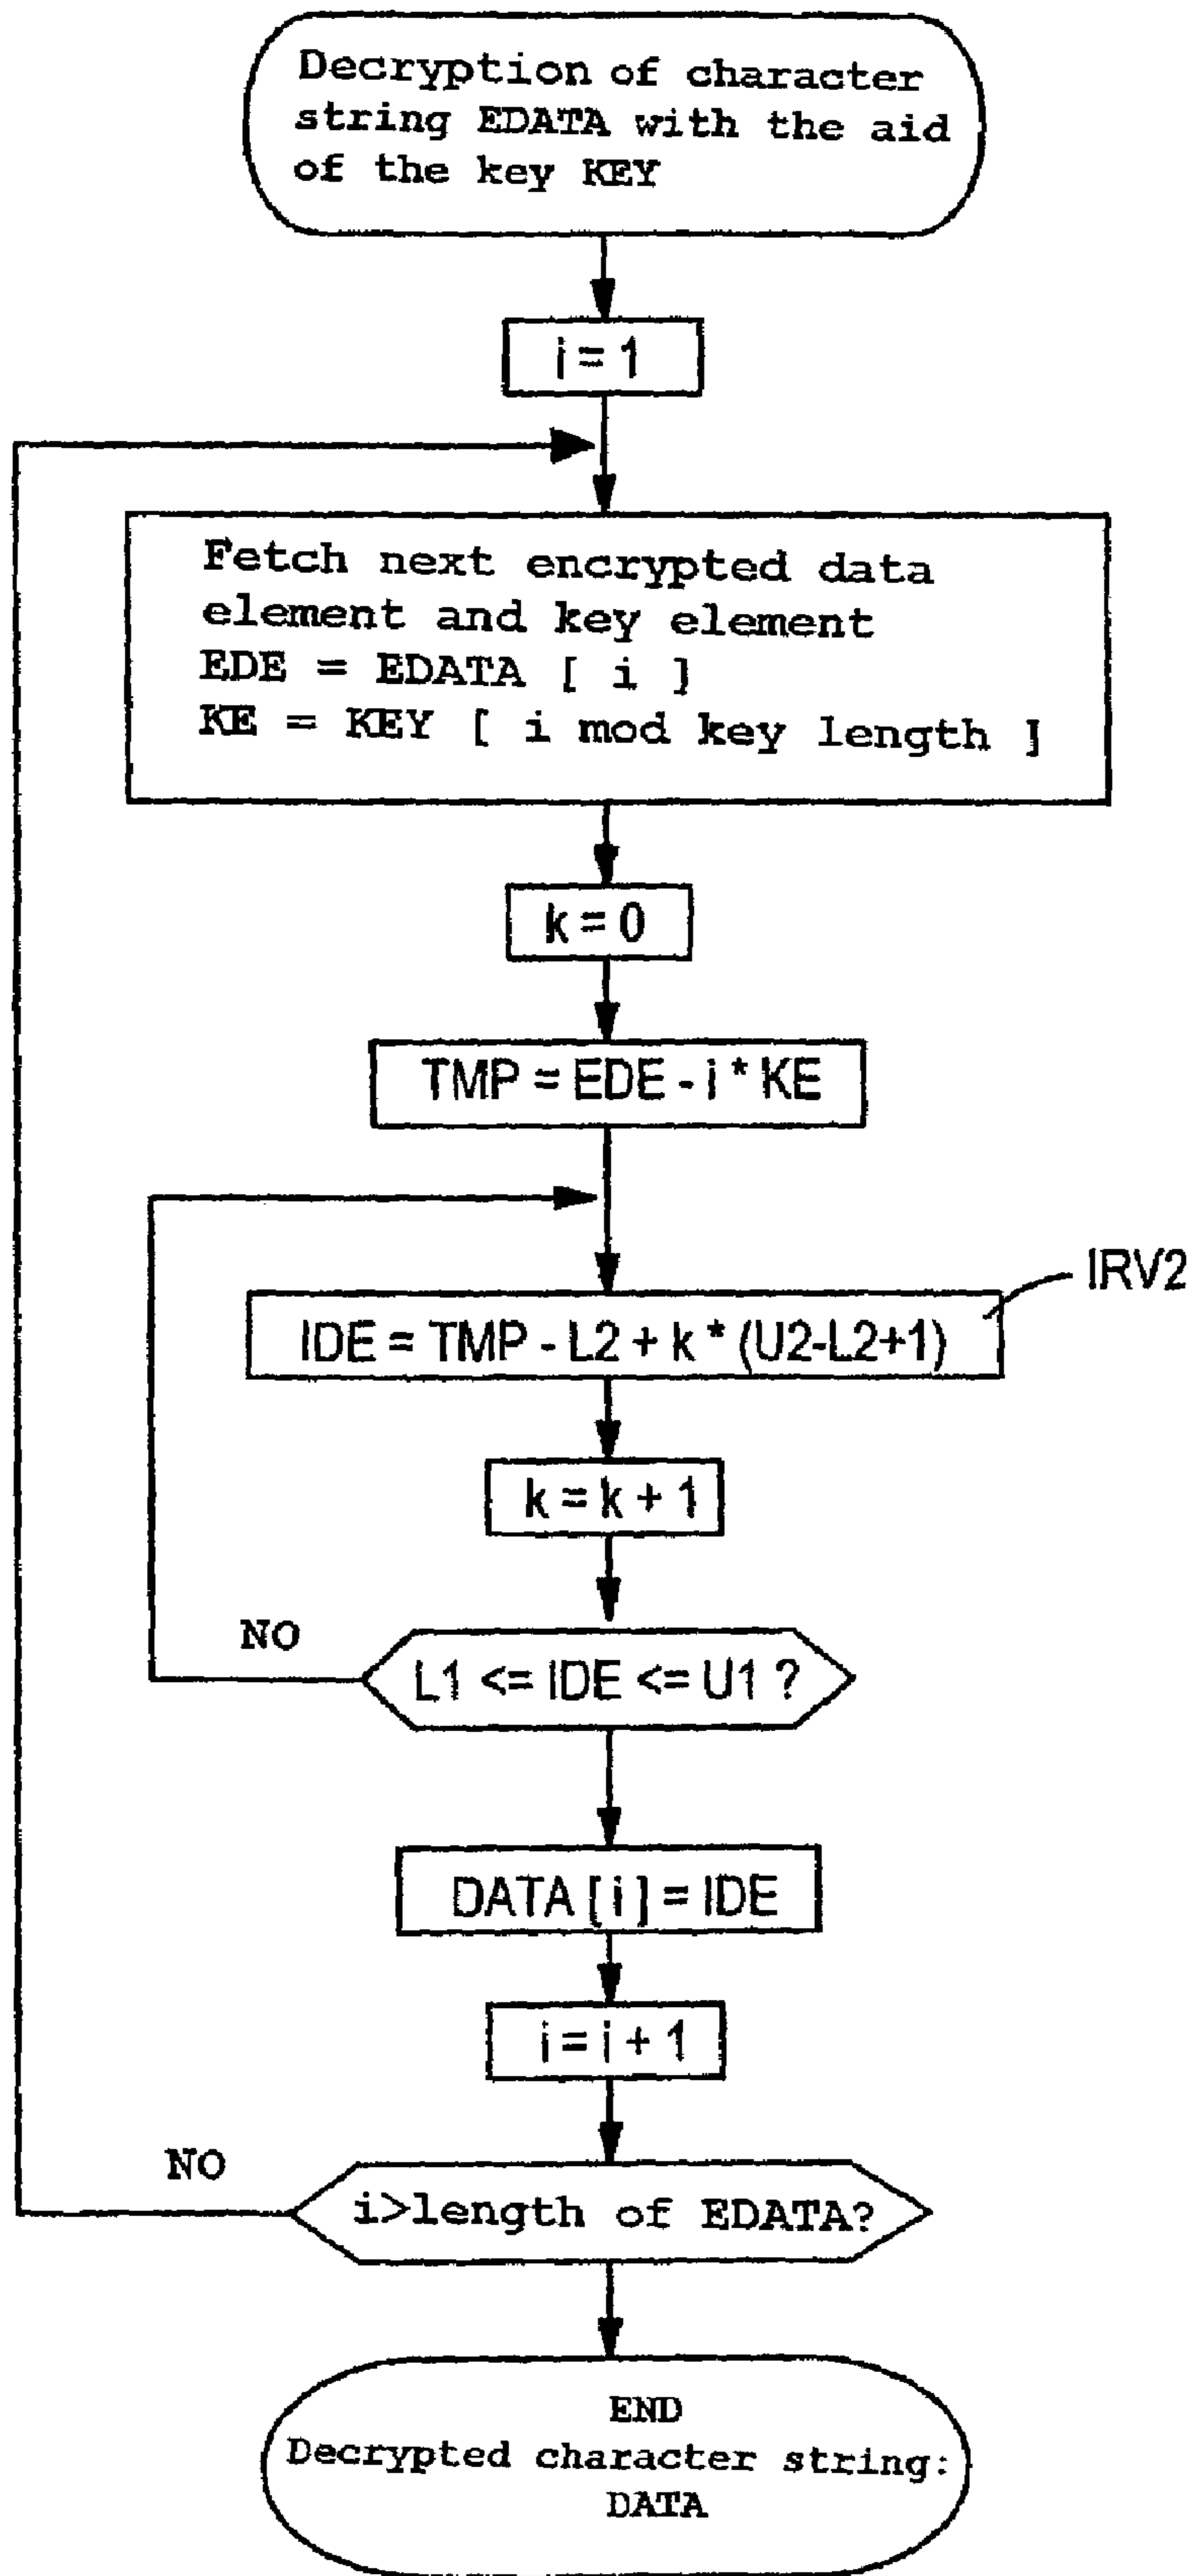 Decryption of character
string EDATA with the aid
of the key KEY
i = 1
Fetch next encrypted data
element and key element
EDE = EDATA [ i ]
KE = KEY [ i mod key length ]
k = 0
TMP = EDE - i * KE
IRV2
IDE = TMP - L2 + k * (U2-L2+1)
k = k + 1
NO
L1 <= IDE <= U1 ?
DATA [ i ] = IDE
i = i + 1
NO
i>length of EDATA?
END
Decrypted character string:
DATA